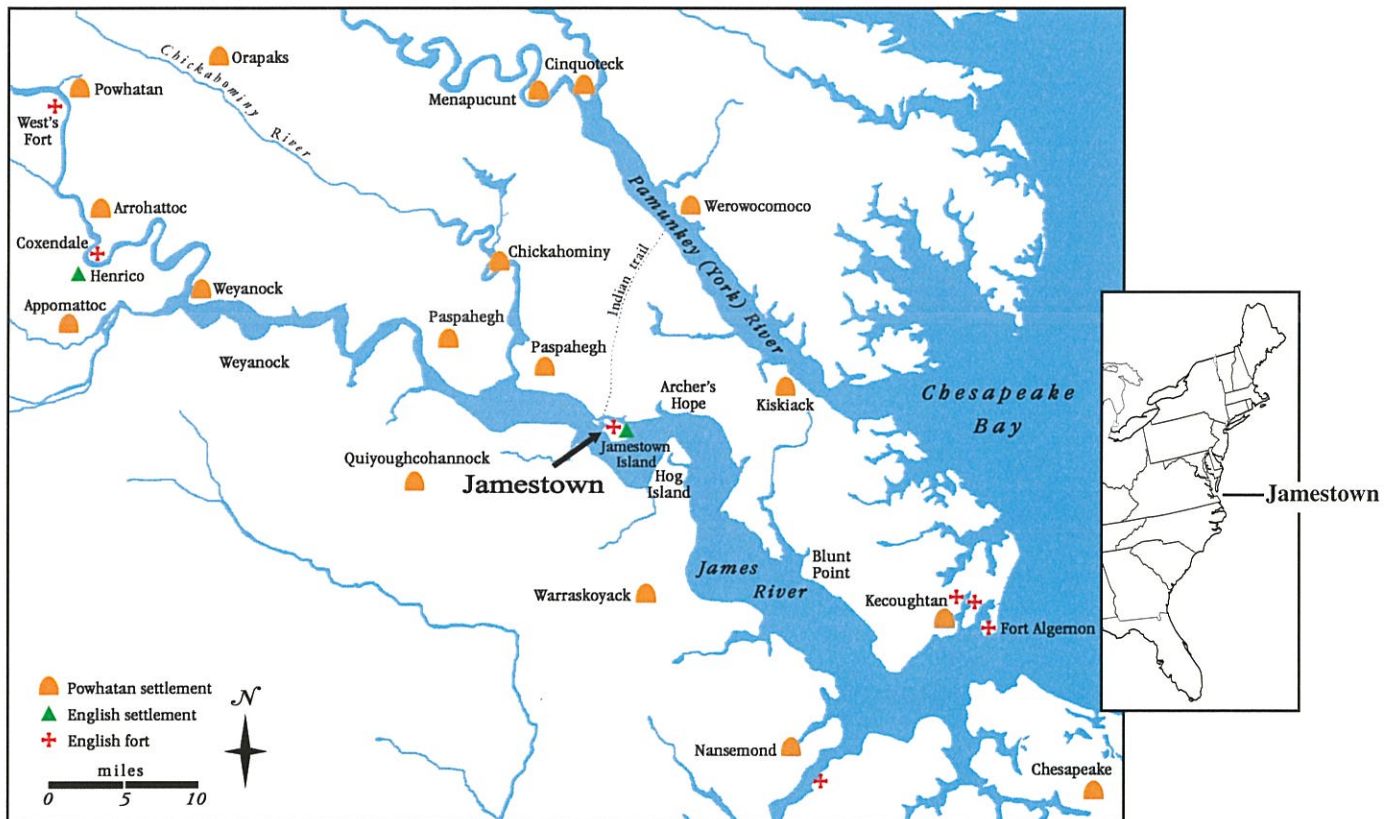 Orapaks
Chickahominy River
Powhatan
West's
Fort
Cinquoteck
Menapucunt
Arrohattoc
Coxendale
Henrico
Appomattoc
Weyanock
Weyanock
Chickahominy
Werowocomoco
Pamunkey (York) River
Indian trail
Paspahegh
Paspahegh
Archer's
Hope
Kiskiack
Chesapeake
Bay
Jamestown
Island
Hog
Island
Quiyoughcohannock
Jamestown
James
River
Blunt
Point
Warraskoyack
Kecoughtan
Fort Algernon
Nansemond
Chesapeake
Powhatan settlement
English settlement
English fort
N
miles
0 5 10
Jamestown